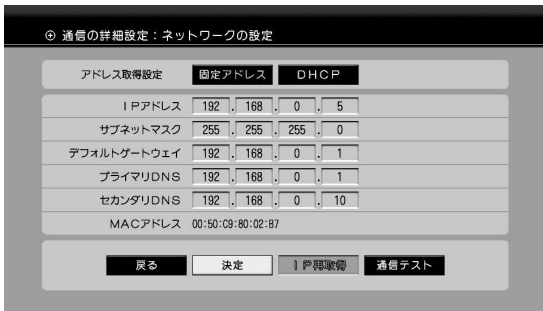 ⊕ 通信の詳細設定：ネットワークの設定
アドレス取得設定 固定アドレス DHCP
IPアドレス 192 . 168 . 0 . 5
サブネットマスク 255 . 255 . 255 . 0
デフォルトゲートウェイ 192 . 168 . 0 . 1
プライマリDNS 192 . 168 . 0 . 1
セカンダリDNS 192 . 168 . 0 . 10
MACアドレス 00:50:C9:80:02:B7
戻る 決定 IP再取得 通信テスト